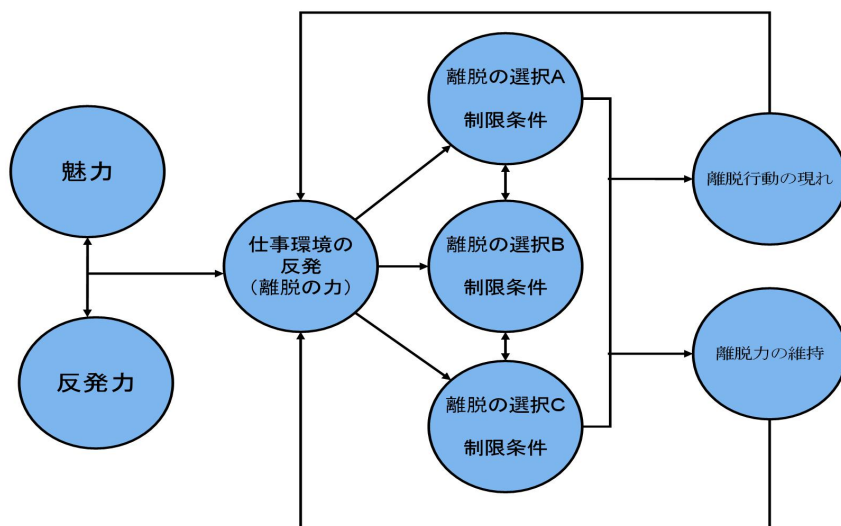 魅力
反発力
仕事環境の
反発
（離脱の力）
離脱の選択A
制限条件
離脱の選択B
制限条件
離脱の選択C
制限条件
離脱行動の現れ
離脱力の維持